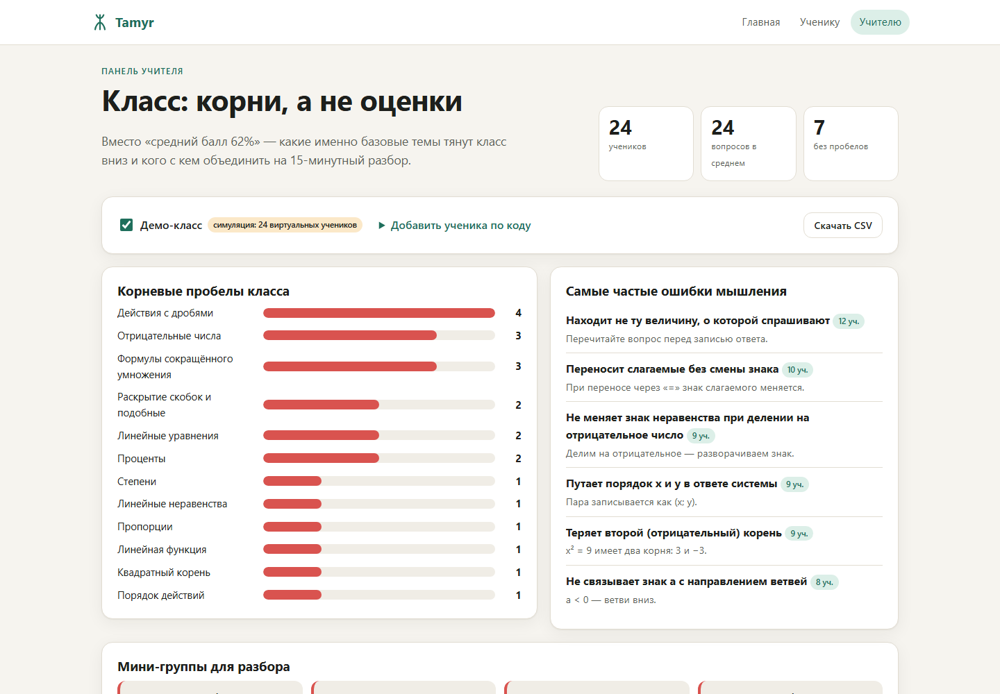 Tamyr
Главная
Ученику
Учителю
ПАНЕЛЬ УЧИТЕЛЯ
Класс: корни, а не оценки
Вместо «средний балл 62%» — какие именно базовые темы тянут класс
вниз и кого с кем объединить на 15-минутный разбор.
24
учеников
24
вопросов в
среднем
7
без пробелов
Демо-класс
симуляция: 24 виртуальных учеников
Добавить ученика по коду
Скачать CSV
Корневые пробелы класса
Действия с дробями 4
Отрицательные числа 3
Формулы сокращённого
умножения 3
Раскрытие скобок и
подобные 2
Линейные уравнения 2
Проценты 2
Степени 1
Линейные неравенства 1
Пропорции 1
Линейная функция 1
Квадратный корень 1
Порядок действий 1
Самые частые ошибки мышления
Находит не ту величину, о которой спрашивают 12 уч.
Перечитайте вопрос перед записью ответа.
Переносит слагаемые без смены знака 10 уч.
При переносе через «=» знак слагаемого меняется.
Не меняет знак неравенства при делении на
отрицательное число 9 уч.
Делим на отрицательное — разворачиваем знак.
Путает порядок x и y в ответе системы 9 уч.
Пара записывается как (x; y).
Теряет второй (отрицательный) корень 9 уч.
x² = 9 имеет два корня: 3 и −3.
Не связывает знак a с направлением ветвей 8 уч.
a < 0 — ветви вниз.
Мини-группы для разбора